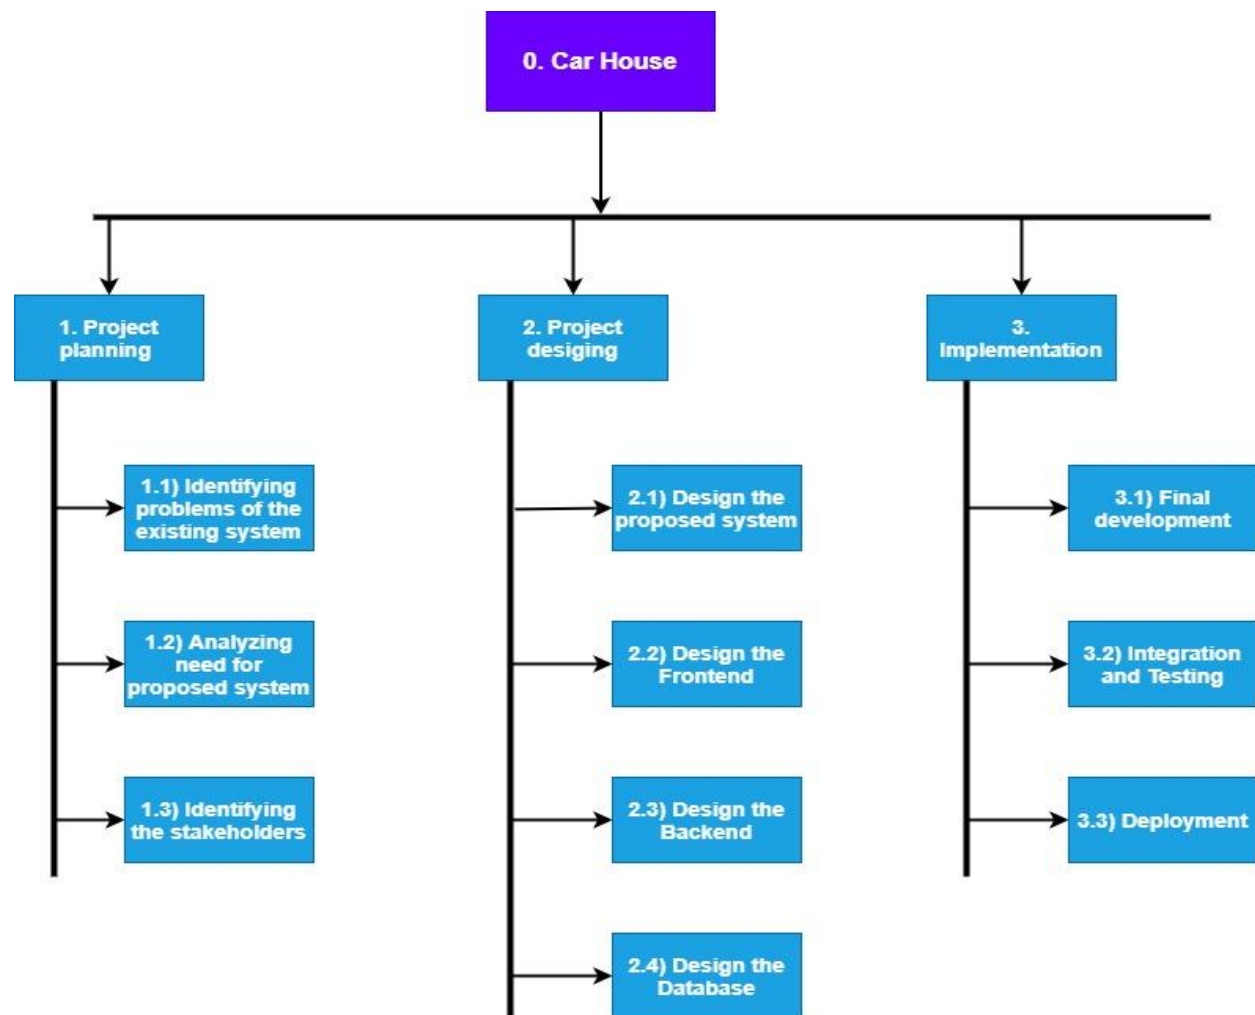 0. Car House
1. Project
planning
2. Project
desiging
3.
Implementation
1.1) Identifying
problems of the
existing system
2.1) Design the
proposed system
3.1) Final
development
1.2) Analyzing
need for
proposed system
2.2) Design the
Frontend
3.2) Integration
and Testing
1.3) Identifying
the stakeholders
2.3) Design the
Backend
3.3) Deployment
2.4) Design the
Database